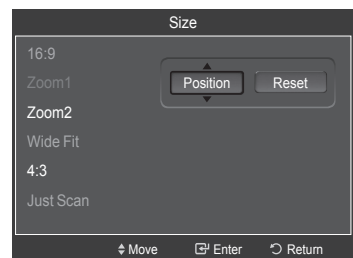 Size
16:9
Zoom1
Position Reset
Zoom2
Wide Fit
4:3
Just Scan
Move Enter Return